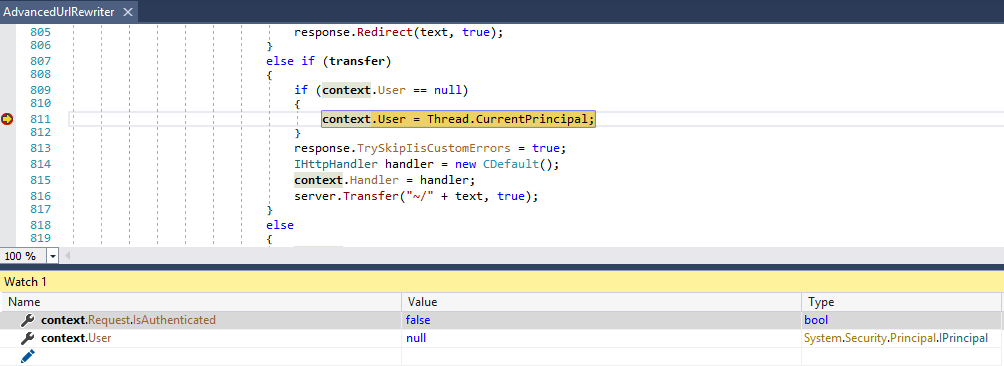 AdvancedUrlRewriter
805 response.Redirect(text, true);
806 }
807 else if (transfer)
808 {
809 if (context.User == null)
810 {
811 context.User = Thread.CurrentPrincipal;
812 }
813 response.TrySkipIisCustomErrors = true;
814 IHttpHandler handler = new CDefault();
815 context.Handler = handler;
816 server.Transfer("~/" + text, true);
817 }
818 else
819 {
100 %
Watch 1
Name Value Type
context.Request.IsAuthenticated false bool
context.User null System.Security.Principal.IPrincipal